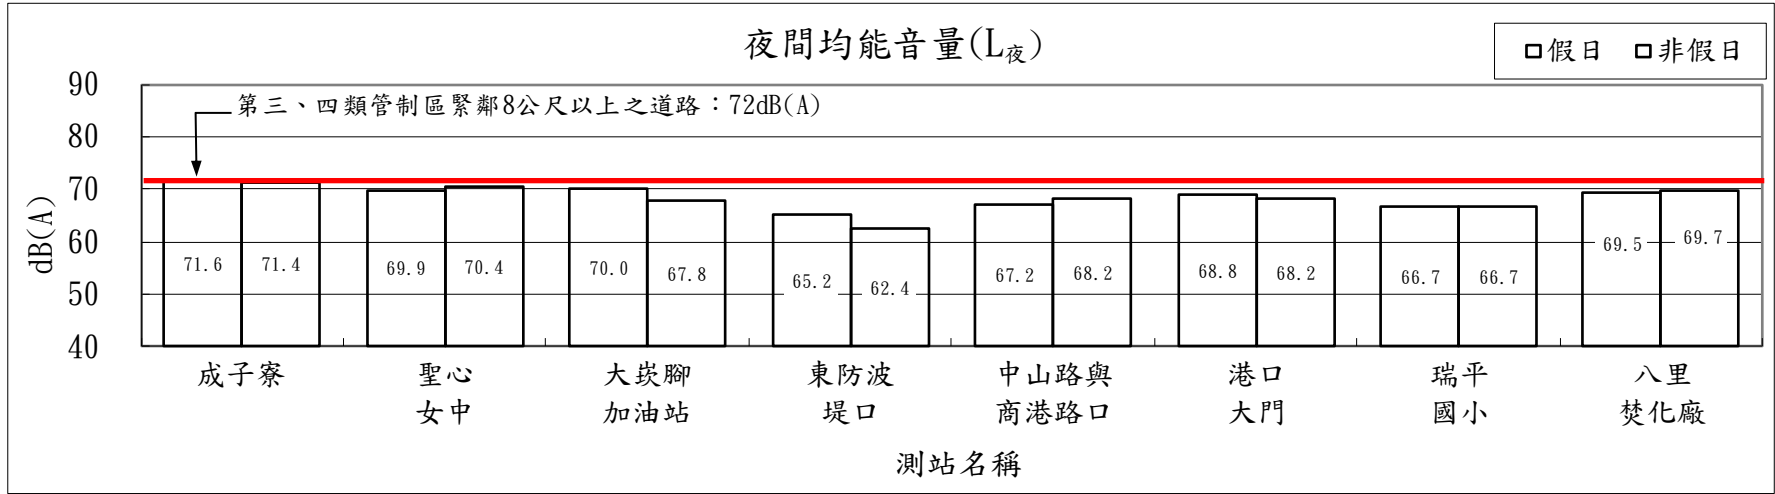 夜間均能音量(L夜)
□假日 □非假日
第三、四類管制區緊鄰8公尺以上之道路：72dB(A)
90
80
70
60
50
40
dB(A)
71.6 71.4 69.9 70.4 70.0 67.8 65.2 62.4 67.2 68.2 68.8 68.2 66.7 66.7 69.5 69.7
成子寮 聖心 大崁腳 東防波 中山路與 港口 瑞平 八里
女中 加油站 堤口 商港路口 大門 國小 焚化廠
測站名稱